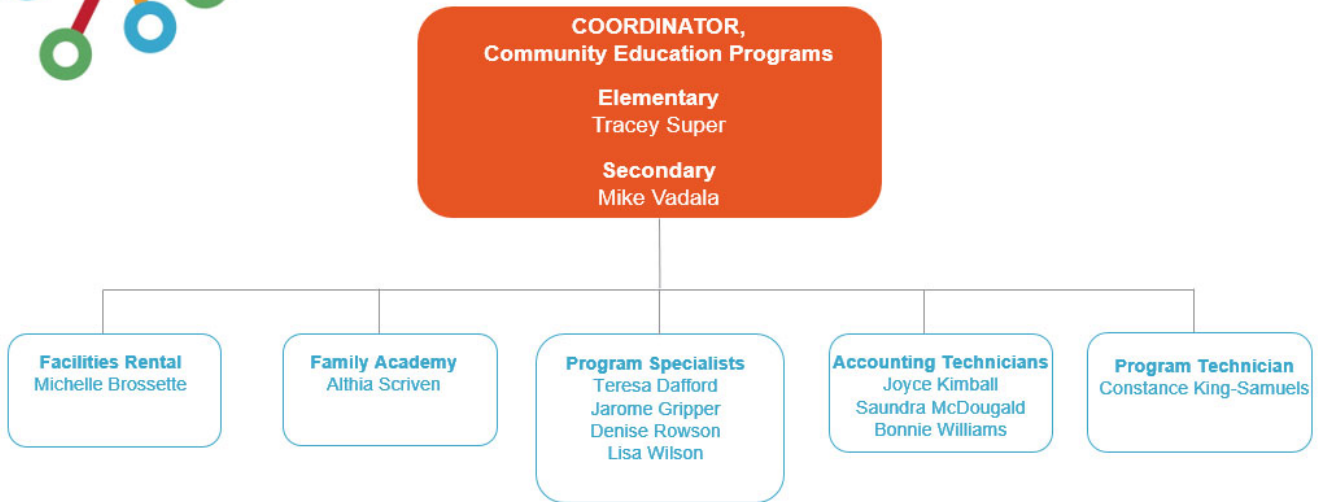 COORDINATOR,
Community Education Programs
Elementary
Tracey Super
Secondary
Mike Vadala
Facilities Rental
Michelle Brossette
Family Academy
Althia Scriven
Program Specialists
Teresa Dafford
Jarome Gripper
Denise Rowson
Lisa Wilson
Accounting Technicians
Joyce Kimball
Saundra McDougald
Bonnie Williams
Program Technician
Constance King-Samuels